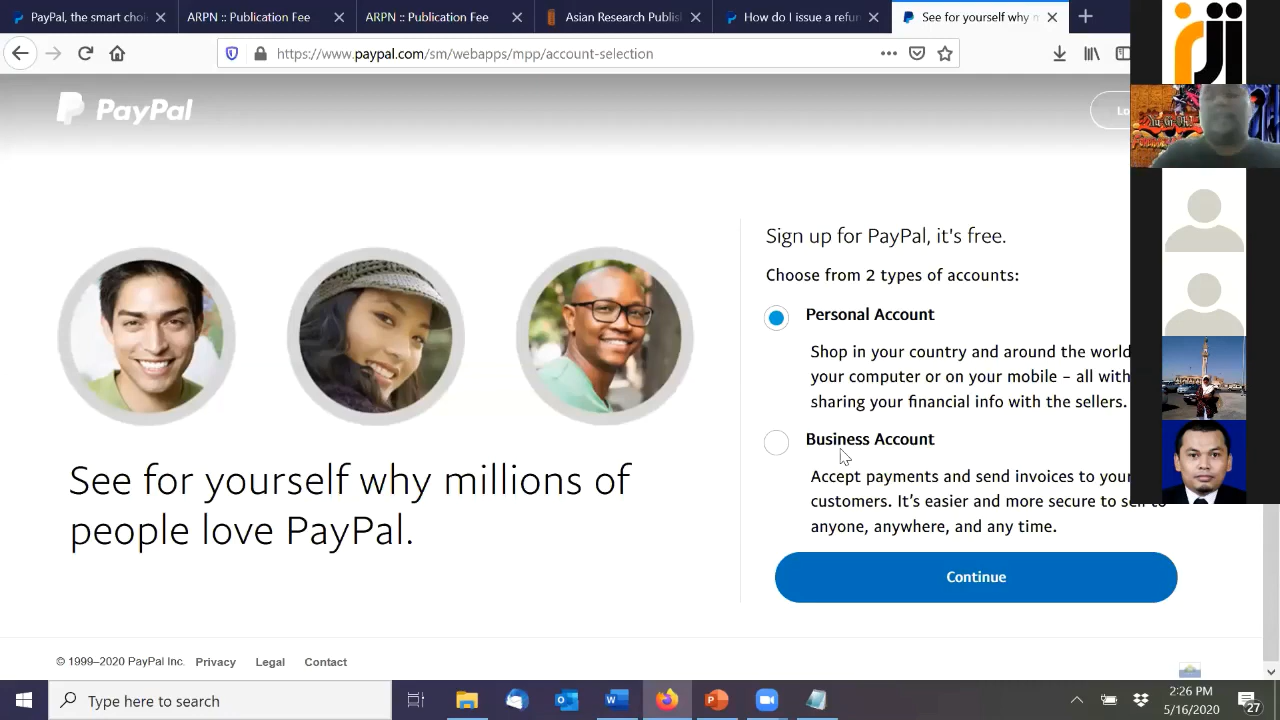 PayPal, the smart choi
ARPN :: Publication Fee
ARPN :: Publication Fee
Asian Research Publis
How do I issue a refun
See for yourself why m
https://www.paypal.com/sm/webapps/mpp/account-selection
PayPal
Lo
Sign up for PayPal, it's free.
Choose from 2 types of accounts:
Personal Account
Shop in your country and around the world
your computer or on your mobile – all with
sharing your financial info with the sellers.
Business Account
Accept payments and send invoices to your
customers. It's easier and more secure to sell to
anyone, anywhere, and any time.
Continue
See for yourself why millions of
people love PayPal.
© 1999–2020 PayPal Inc. Privacy Legal Contact
Type here to search
2:26 PM
5/16/2020
27